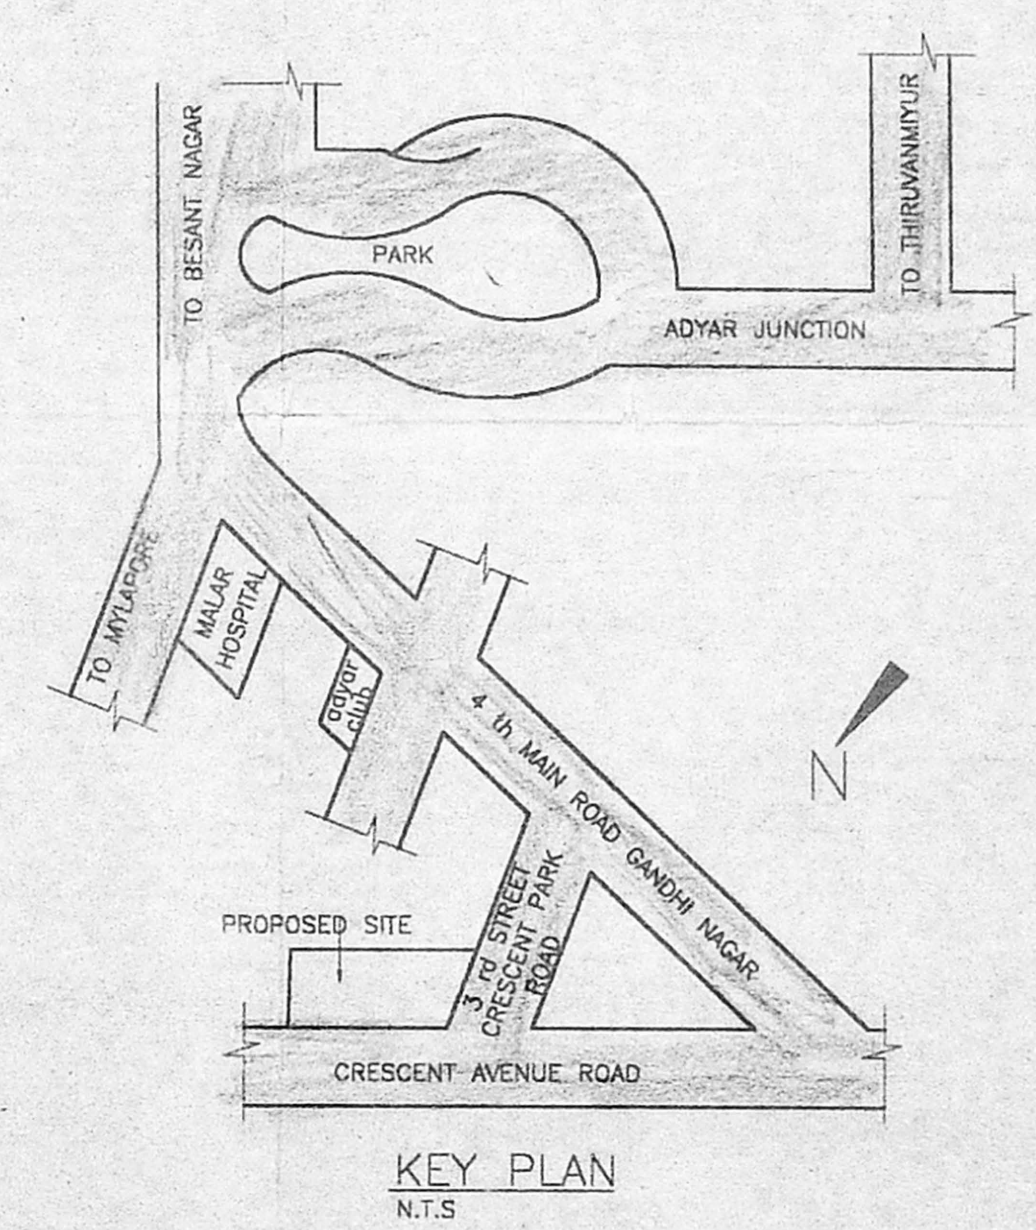 TO BESANT NAGAR
TO THIRUVANMIYUR
PARK
ADYAR JUNCTION
TO MYLAPORE
MALAR
HOSPITAL
adyar
club
4 th MAIN ROAD GANDHI NAGAR
N
3 rd STREET
CRESCENT PARK
ROAD
PROPOSED SITE
CRESCENT AVENUE ROAD
KEY PLAN
N.T.S